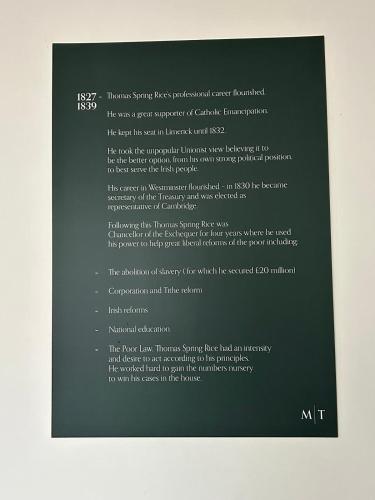 1827 - Thomas Spring Rice's professional career flourished.
1839
He was a great supporter of Catholic Emancipation.
He kept his seat in Limerick until 1832.
He took the unpopular Unionist view believing it to
be the better option, from his own strong political position,
to best serve the Irish people.
His career in Westminster flourished - in 1830 he became
secretary of the Treasury and was elected as
representative of Cambridge.
Following this Thomas Spring Rice was
Chancellor of the Exchequer for four years where he used
his power to help great liberal reforms of the poor including:
- The abolition of slavery ( for which he secured £20 million)
- Corporation and Tithe reform
- Irish reforms
- National education
- The Poor Law. Thomas Spring Rice had an intensity
and desire to act according to his principles.
He worked hard to gain the numbers nursery
to win his cases in the house.
M|T